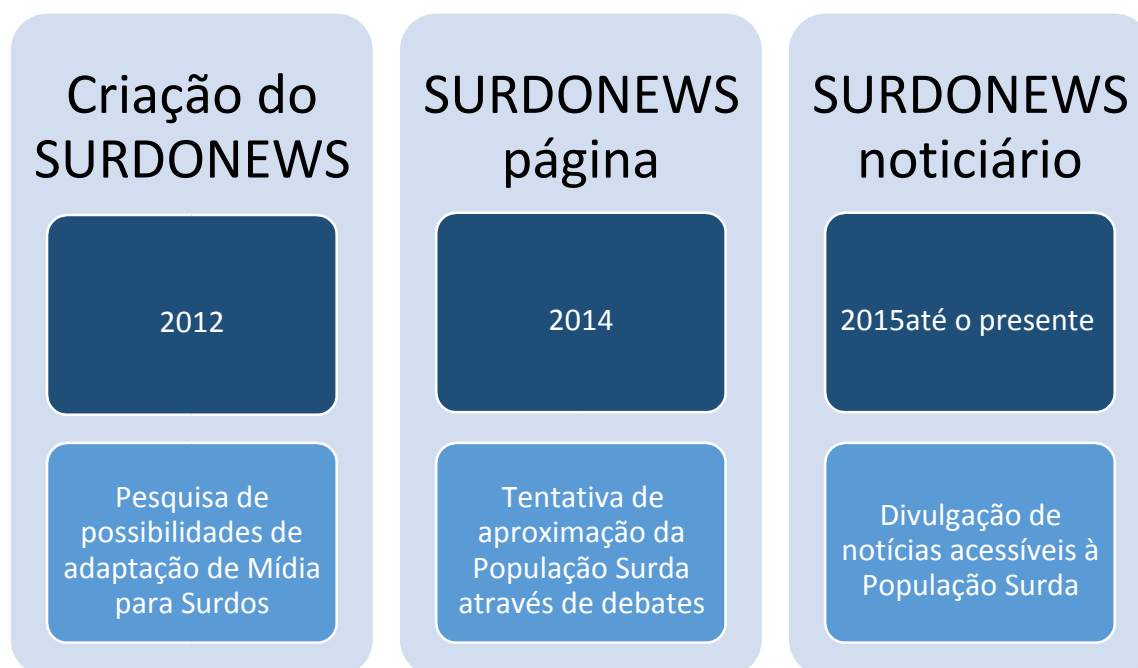 Criação do
SURDONEWS
2012
Pesquisa de
possibilidades de
adaptação de Mídia
para Surdos
SURDONEWS
página
2014
Tentativa de
aproximação da
População Surda
através de debates
SURDONEWS
noticiário
2015até o presente
Divulgação de
notícias acessíveis à
População Surda